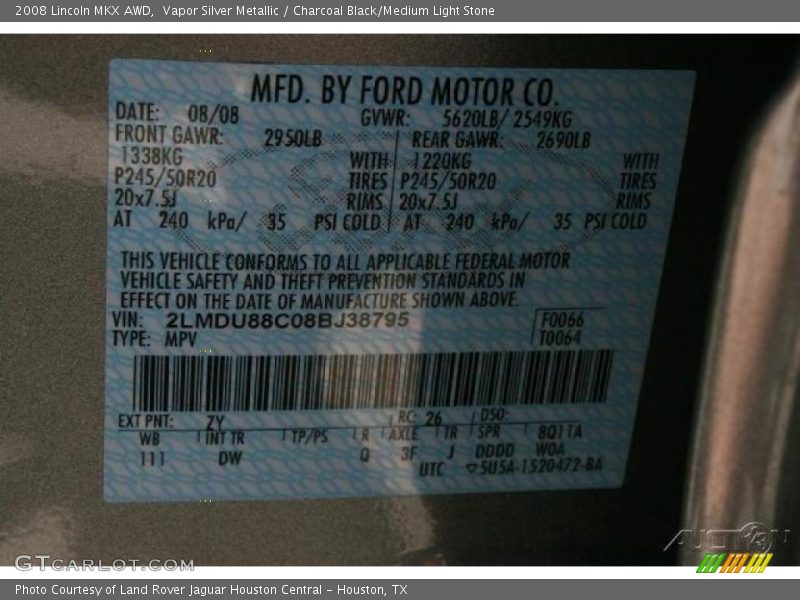 2008 Lincoln MKX AWD,  Vapor Silver Metallic / Charcoal Black/Medium Light Stone
MFD. BY FORD MOTOR CO.
DATE: 08/08 GVWR: 5620LB/ 2549KG
FRONT GAWR: 2950LB REAR GAWR: 2690LB
1338KG WITH 1220KG WITH
P245/50R20 TIRES P245/50R20 TIRES
20x7.5J RIMS 20x7.5J RIMS
AT 240 kPa/ 35 PSI COLD AT 240 kPa/ 35 PSI COLD
THIS VEHICLE CONFORMS TO ALL APPLICABLE FEDERAL MOTOR
VEHICLE SAFETY AND THEFT PREVENTION STANDARDS IN
EFFECT ON THE DATE OF MANUFACTURE SHOWN ABOVE.
VIN: 2LMDU88C08BJ38795 F0066
TYPE: MPV T0064
EXT PNT: ZY RC: 26 DSO:
WB INT TR TP/PS R AXLE TR SPR 8Q11A
111 DW Q 3F J DDDD WOA
UTC 5U5A-1520472-BA
GTCARLOT.COM
AUCTION
Photo Courtesy of Land Rover Jaguar Houston Central - Houston, TX